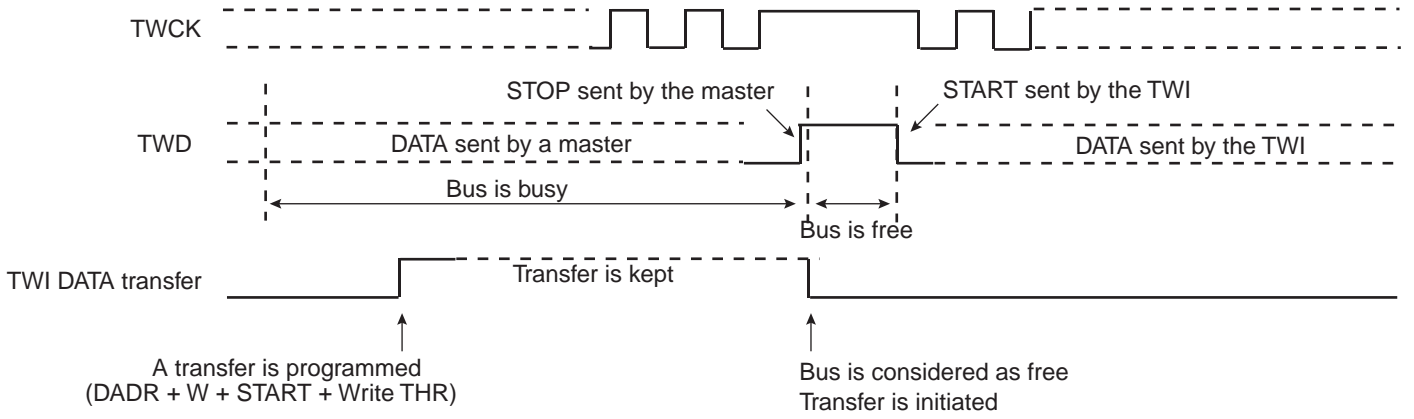 TWCK
STOP sent by the master
START sent by the TWI
TWD
DATA sent by a master
DATA sent by the TWI
Bus is busy
Bus is free
TWI DATA transfer
Transfer is kept
A transfer is programmed
(DADR + W + START + Write THR)
Bus is considered as free
Transfer is initiated